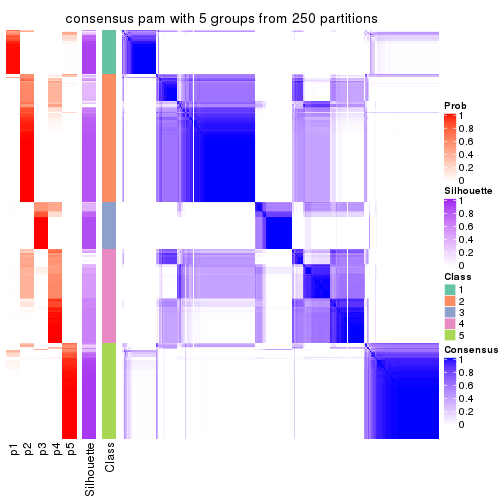 consensus pam with 5 groups from 250 partitions
Prob
1
0.8
0.6
0.4
0.2
0
Silhouette
1
0.8
0.6
0.4
0.2
0
Class
1
2
3
4
5
Consensus
1
0.8
0.6
0.4
0.2
0
p1
p2
p3
p4
p5
Silhouette
Class